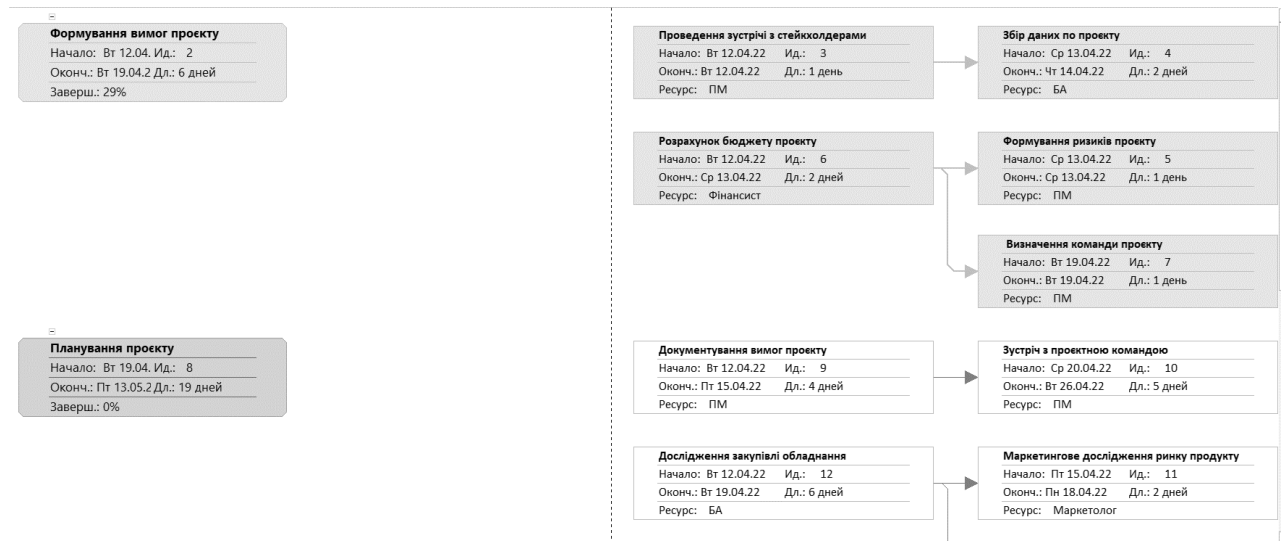 Формування вимог проєкту
Начало: Вт 12.04. Ид.: 2
Оконч.: Вт 19.04.2 Дл.: 6 дней
Заверш.: 29%
Проведення зустрічі з стейкхолдерами
Начало: Вт 12.04.22 Ид.: 3
Оконч.: Вт 12.04.22 Дл.: 1 день
Ресурс: ПМ
Збір даних по проєкту
Начало: Ср 13.04.22 Ид.: 4
Оконч.: Чт 14.04.22 Дл.: 2 дней
Ресурс: БА
Розрахунок бюджету проєкту
Начало: Вт 12.04.22 Ид.: 6
Оконч.: Ср 13.04.22 Дл.: 2 дней
Ресурс: Фінансист
Формування ризиків проєкту
Начало: Ср 13.04.22 Ид.: 5
Оконч.: Ср 13.04.22 Дл.: 1 день
Ресурс: ПМ
Визначення команди проєкту
Начало: Вт 19.04.22 Ид.: 7
Оконч.: Вт 19.04.22 Дл.: 1 день
Ресурс: ПМ
Планування проєкту
Начало: Вт 19.04. Ид.: 8
Оконч.: Пт 13.05.2 Дл.: 19 дней
Заверш.: 0%
Документування вимог проєкту
Начало: Вт 12.04.22 Ид.: 9
Оконч.: Пт 15.04.22 Дл.: 4 дней
Ресурс: ПМ
Зустріч з проєктною командою
Начало: Ср 20.04.22 Ид.: 10
Оконч.: Вт 26.04.22 Дл.: 5 дней
Ресурс: ПМ
Дослідження закупівлі обладнання
Начало: Вт 12.04.22 Ид.: 12
Оконч.: Вт 19.04.22 Дл.: 6 дней
Ресурс: БА
Маркетингове дослідження ринку продукту
Начало: Пт 15.04.22 Ид.: 11
Оконч.: Пн 18.04.22 Дл.: 2 дней
Ресурс: Маркетолог